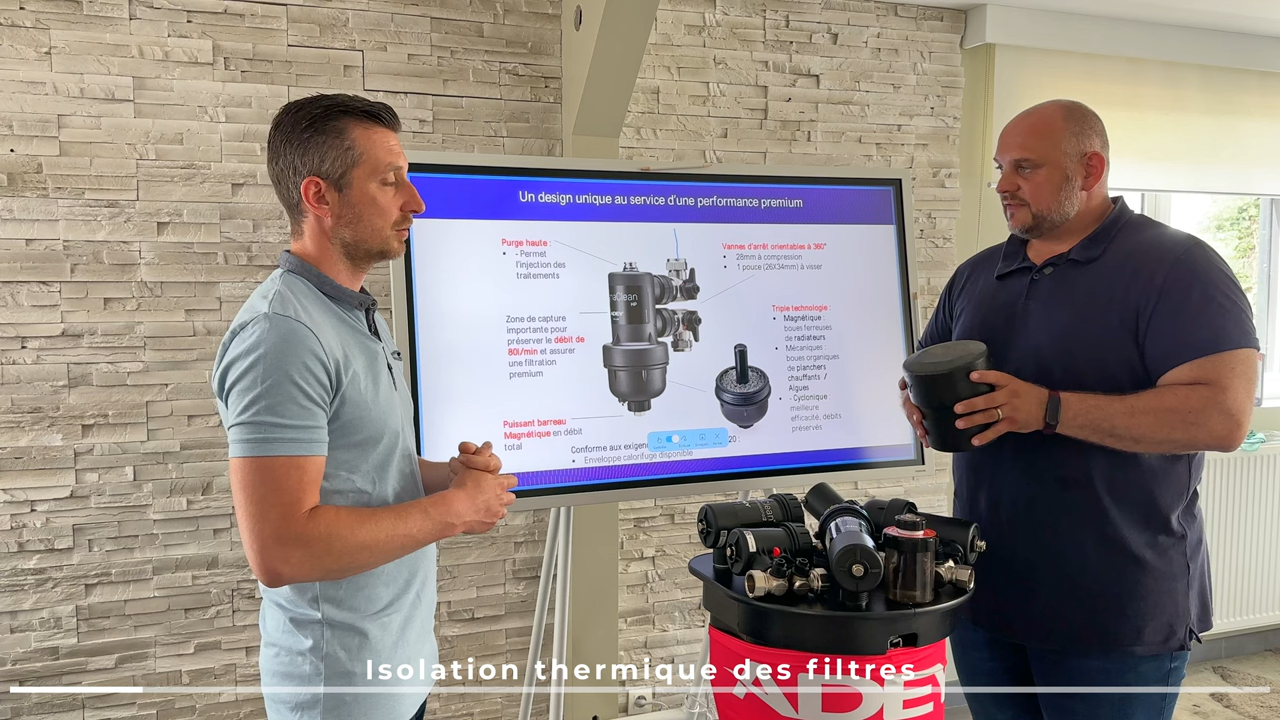 Un design unique au service d'une performance premium
Purge haute :
- Permet
l'injection des
traitements
Vannes d'arrêt orientables à 360°
28mm à compression
1 pouce (26X34mm) à visser
Zone de capture
importante pour
préserver le débit de
80l/min et assurer
une filtration
premium
Triple technologie :
Magnétique :
boues ferreuses
de radiateurs
Mécaniques :
boues organiques
de planchers
chauffants /
Algues
- Cyclonique :
meilleure
efficacité, débits
préservés
Puissant barreau
Magnétique en débit
total
Conforme aux 20 :
Enveloppe calorifuge disponible
HP
Isolation thermique des filtres